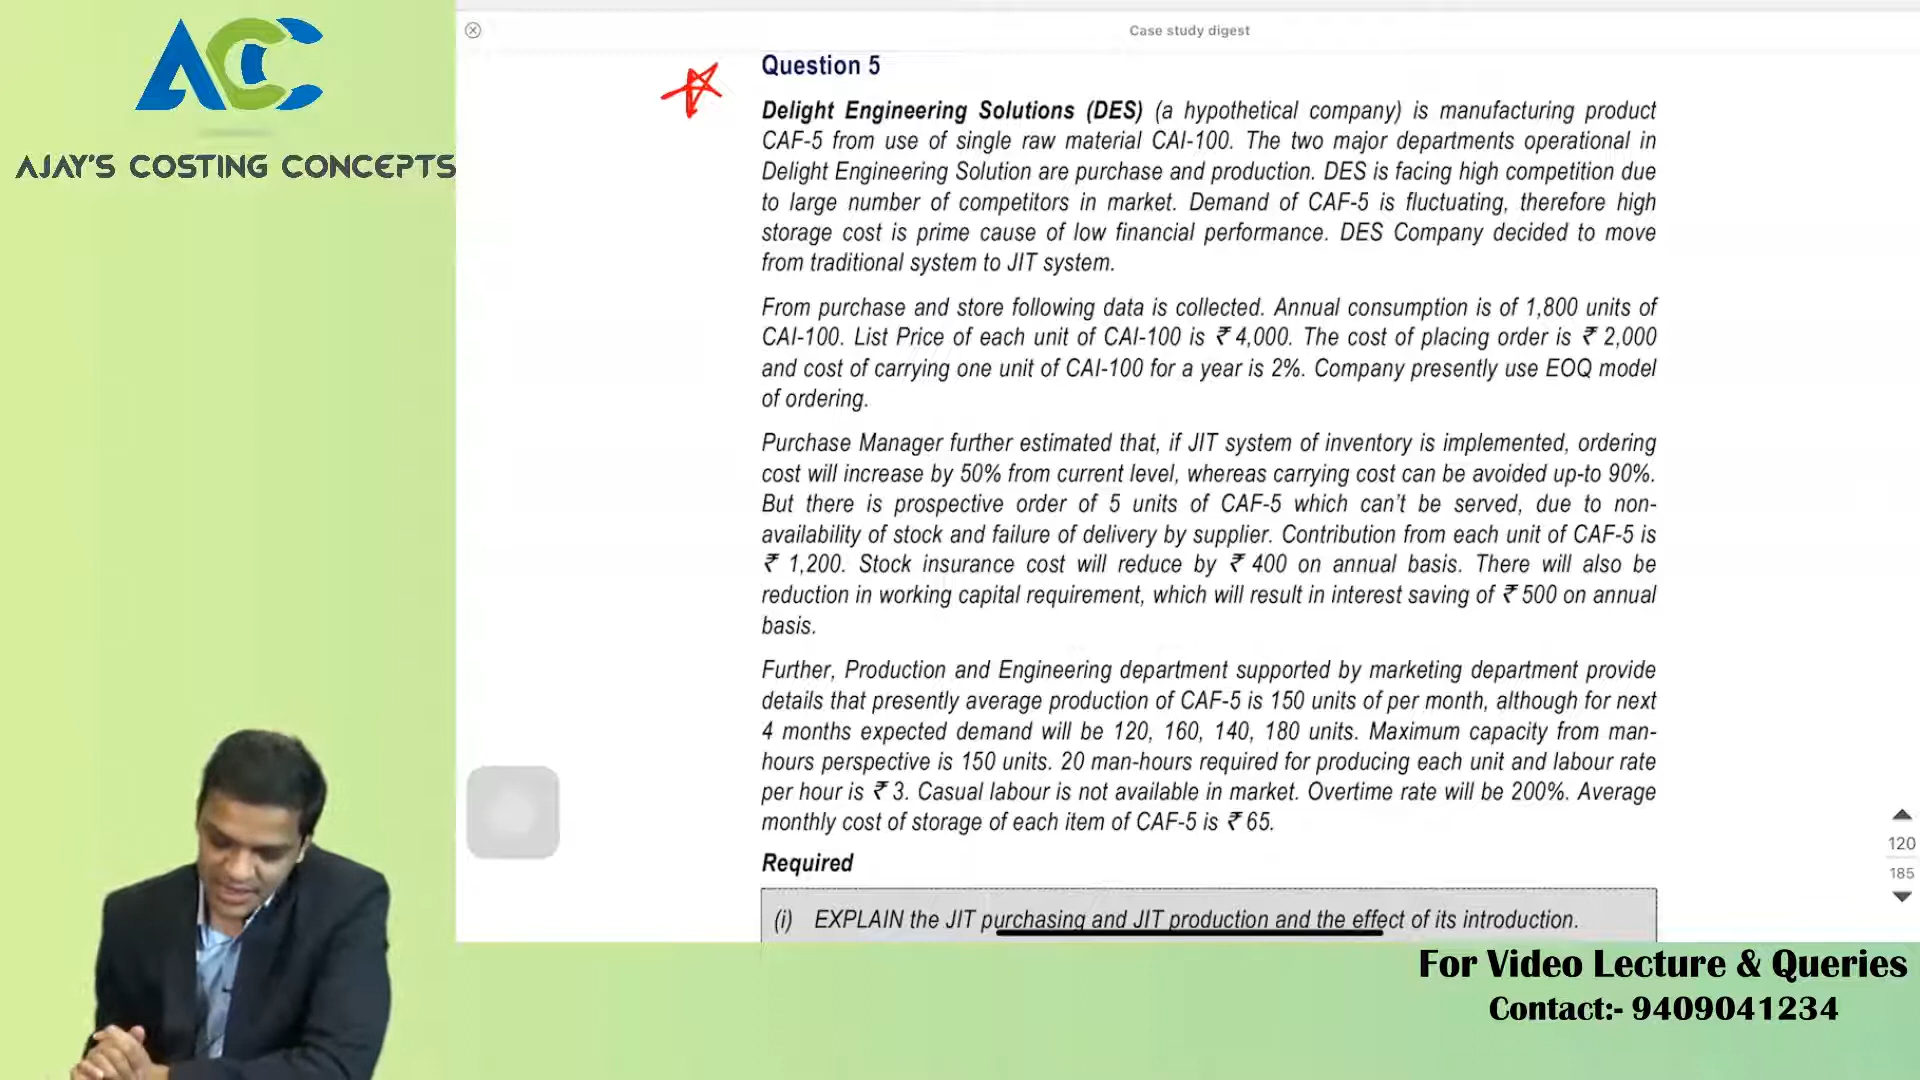 Case study digest
ACC
AJAY'S COSTING CONCEPTS
Question 5
Delight Engineering Solutions (DES) (a hypothetical company) is manufacturing product
CAF-5 from use of single raw material CAI-100. The two major departments operational in
Delight Engineering Solution are purchase and production. DES is facing high competition due
to large number of competitors in market. Demand of CAF-5 is fluctuating, therefore high
storage cost is prime cause of low financial performance. DES Company decided to move
from traditional system to JIT system.
From purchase and store following data is collected. Annual consumption is of 1,800 units of
CAI-100. List Price of each unit of CAI-100 is ₹ 4,000. The cost of placing order is ₹ 2,000
and cost of carrying one unit of CAI-100 for a year is 2%. Company presently use EOQ model
of ordering.
Purchase Manager further estimated that, if JIT system of inventory is implemented, ordering
cost will increase by 50% from current level, whereas carrying cost can be avoided up-to 90%.
But there is prospective order of 5 units of CAF-5 which can't be served, due to non-
availability of stock and failure of delivery by supplier. Contribution from each unit of CAF-5 is
₹ 1,200. Stock insurance cost will reduce by ₹ 400 on annual basis. There will also be
reduction in working capital requirement, which will result in interest saving of ₹ 500 on annual
basis.
Further, Production and Engineering department supported by marketing department provide
details that presently average production of CAF-5 is 150 units of per month, although for next
4 months expected demand will be 120, 160, 140, 180 units. Maximum capacity from man-
hours perspective is 150 units. 20 man-hours required for producing each unit and labour rate
per hour is ₹ 3. Casual labour is not available in market. Overtime rate will be 200%. Average
monthly cost of storage of each item of CAF-5 is ₹ 65.
Required
(i) EXPLAIN the JIT purchasing and JIT production and the effect of its introduction.
120
185
For Video Lecture & Queries
Contact:- 9409041234